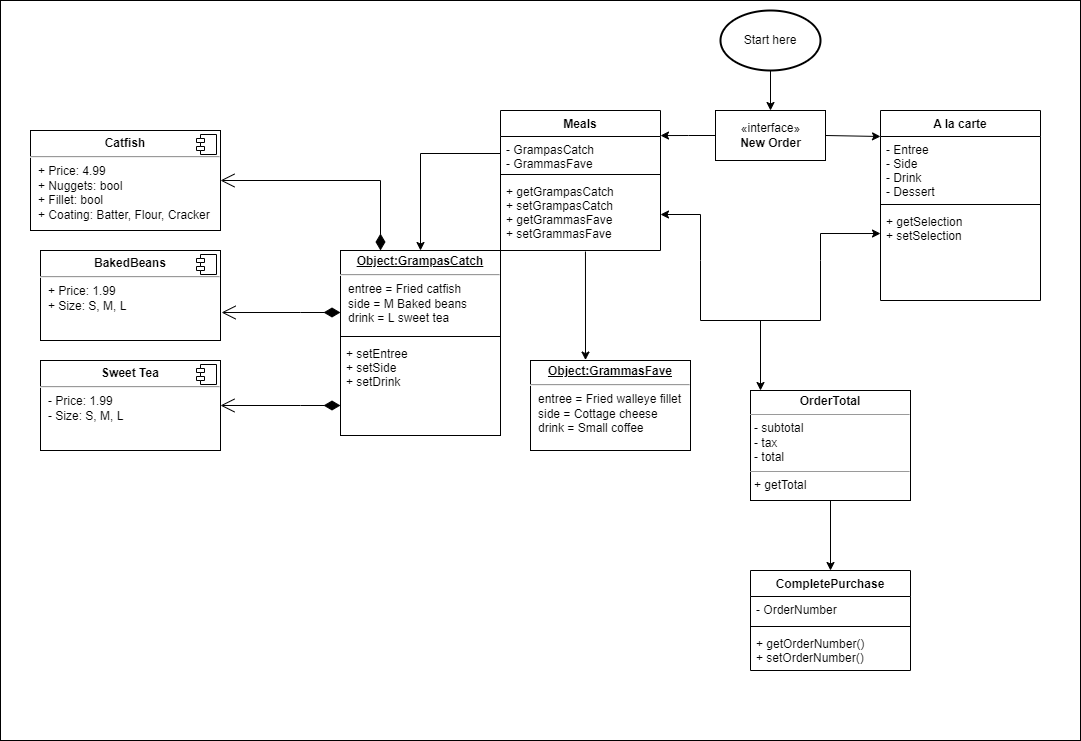 Start here
«interface»
New Order
Meals
- GrampasCatch
- GrammasFave
+ getGrampasCatch
+ setGrampasCatch
+ getGrammasFave
+ setGrammasFave
A la carte
- Entree
- Side
- Drink
- Dessert
+ getSelection
+ setSelection
Catfish
+ Price: 4.99
+ Nuggets: bool
+ Fillet: bool
+ Coating: Batter, Flour, Cracker
BakedBeans
+ Price: 1.99
+ Size: S, M, L
Sweet Tea
- Price: 1.99
- Size: S, M, L
Object:GrampasCatch
entree = Fried catfish
side = M Baked beans
drink = L sweet tea
+ setEntree
+ setSide
+ setDrink
Object:GrammasFave
entree = Fried walleye fillet
side = Cottage cheese
drink = Small coffee
OrderTotal
- subtotal
- tax
- total
+ getTotal
CompletePurchase
- OrderNumber
+ getOrderNumber()
+ setOrderNumber()